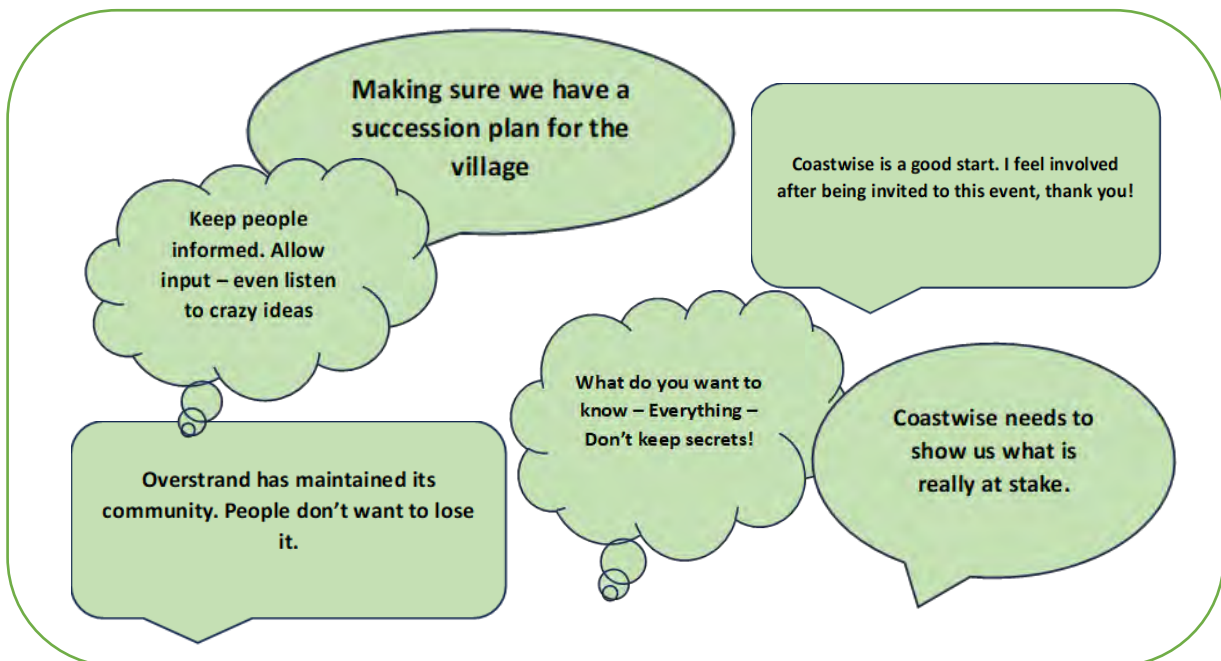 Making sure we have a
succession plan for the
village
Coastwise is a good start. I feel involved
after being invited to this event, thank you!
Keep people
informed. Allow
input – even listen
to crazy ideas
What do you want to
know – Everything –
Don’t keep secrets!
Coastwise needs to
show us what is
really at stake.
Overstrand has maintained its
community. People don’t want to lose
it.